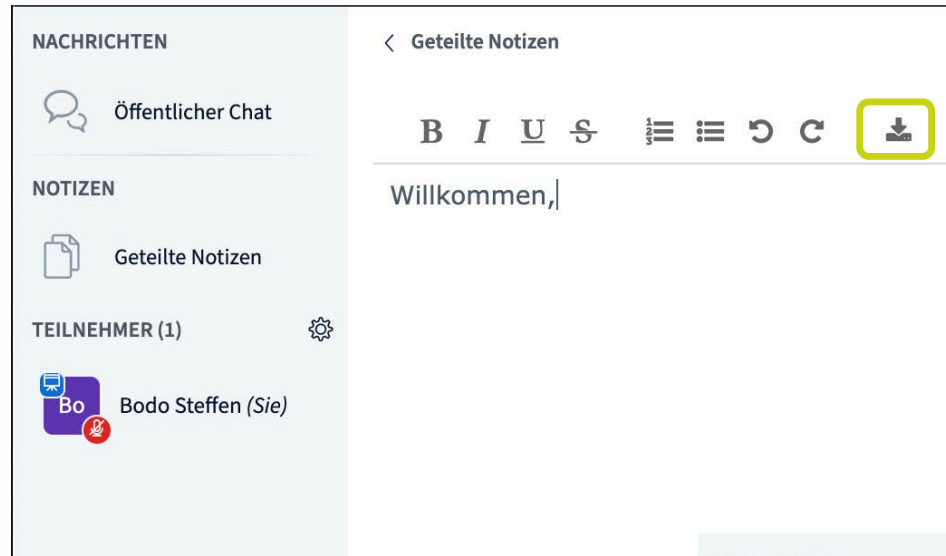 NACHRICHTEN
Öffentlicher Chat
NOTIZEN
Geteilte Notizen
TEILNEHMER (1)
Bo
Bodo Steffen (Sie)
Geteilte Notizen
B I U S
Willkommen,